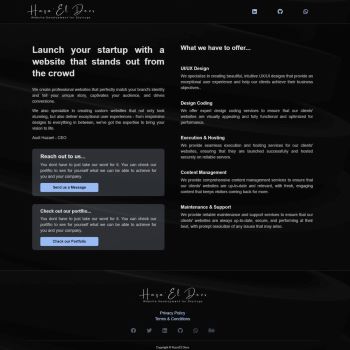 Haza El Devs
Website Development for Startups
Launch your startup with a
website that stands out from
the crowd
We create professional websites that perfectly match your brand's identity
and tell your unique story, captivates your audience, and drives
conversions.
We also specialize in creating custom websites that not only look
stunning, but also deliver exceptional user experiences - from responsive
designs to everything in between, we've got the expertise to bring your
vision to life.
- CEO
Reach out to us...
You dont have to just take our word for it. You can check our
portflio to see for yourself what we can be able to achieve for
you and your company.
Send us a Message
Check out our portflio...
You dont have to just take our word for it. You can check our
portflio to see for yourself what we can be able to achieve for
you and your company.
Check our Portfolio
What we have to offer...
UI/UX Design
We specialize in creating beautiful, intuitive UX/UI designs that provide an
exceptional user experience and help our clients achieve their business
objectives.
Design Coding
We offer expert design coding services to ensure that our clients'
websites are visually appealing and fully functional and optimized for
performance.
Execution & Hosting
We provide seamless execution and hosting services for our clients'
websites, ensuring that they are launched successfully and hosted
securely on reliable servers.
Content Management
We provide comprehensive content management services to ensure that
our clients' websites are up-to-date and relevant, with fresh, engaging
content that keeps visitors coming back for more.
Maintenance & Support
We provide reliable maintenance and support services to ensure that our
clients' websites are always up-to-date, secure, and performing at their
best, with prompt resolution of any issues that may arise.
Haza El Devs
Website Development for Startups
Privacy Policy
Terms & Conditions